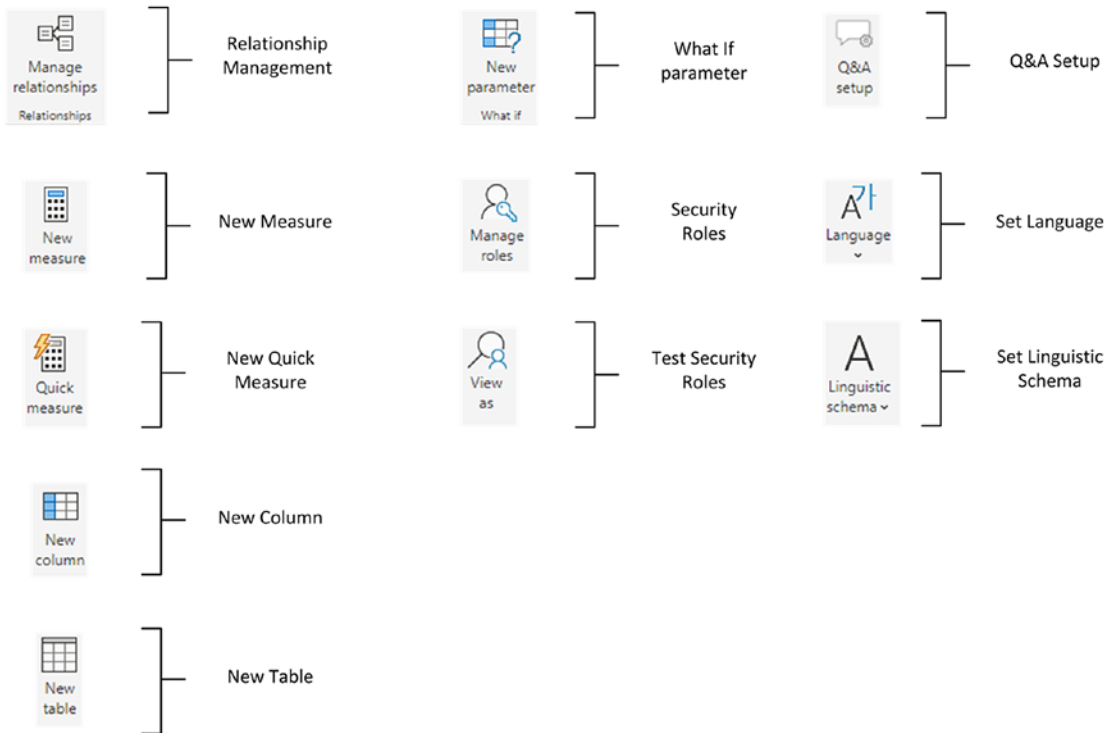 Manage
relationships
Relationships
Relationship
Management
New
parameter
What if
What If
parameter
Q&A
setup
Q&A Setup
New
measure
New Measure
Manage
roles
Security
Roles
A가
Language
Set Language
Quick
measure
New Quick
Measure
View
as
Test Security
Roles
A
Linguistic
schema
Set Linguistic
Schema
New
column
New Column
New
table
New Table